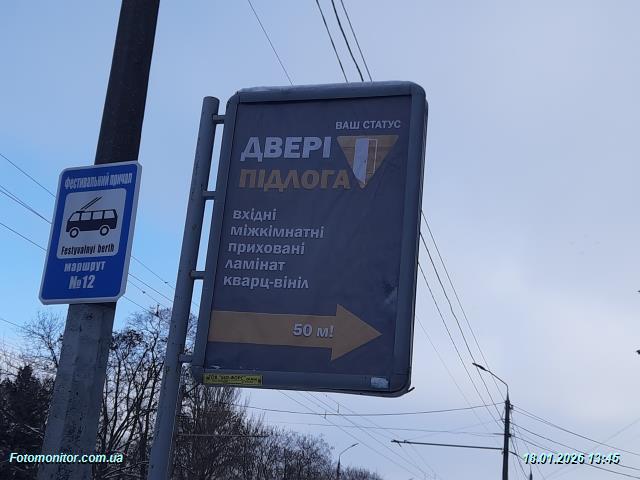 Фестивальний причал
Festyvalnyi berth
маршрут
№12
ВАШ СТАТУС
ДВЕРІ
ПІДЛОГА
вхідні
міжкімнатні
приховані
ламінат
кварц-вініл
50 м!
Fotomonitor.com.ua
18.01.2026 13:45